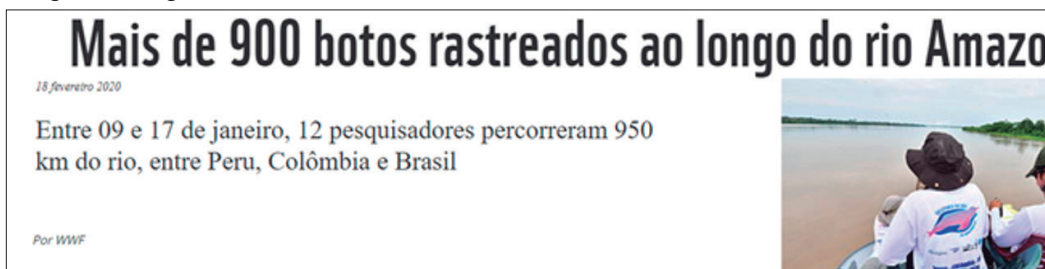 Mais de 900 botos rastreados ao longo do rio Amazo
18 fevereiro 2020
Entre 09 e 17 de janeiro, 12 pesquisadores percorreram 950
km do rio, entre Peru, Colômbia e Brasil
Por WWF